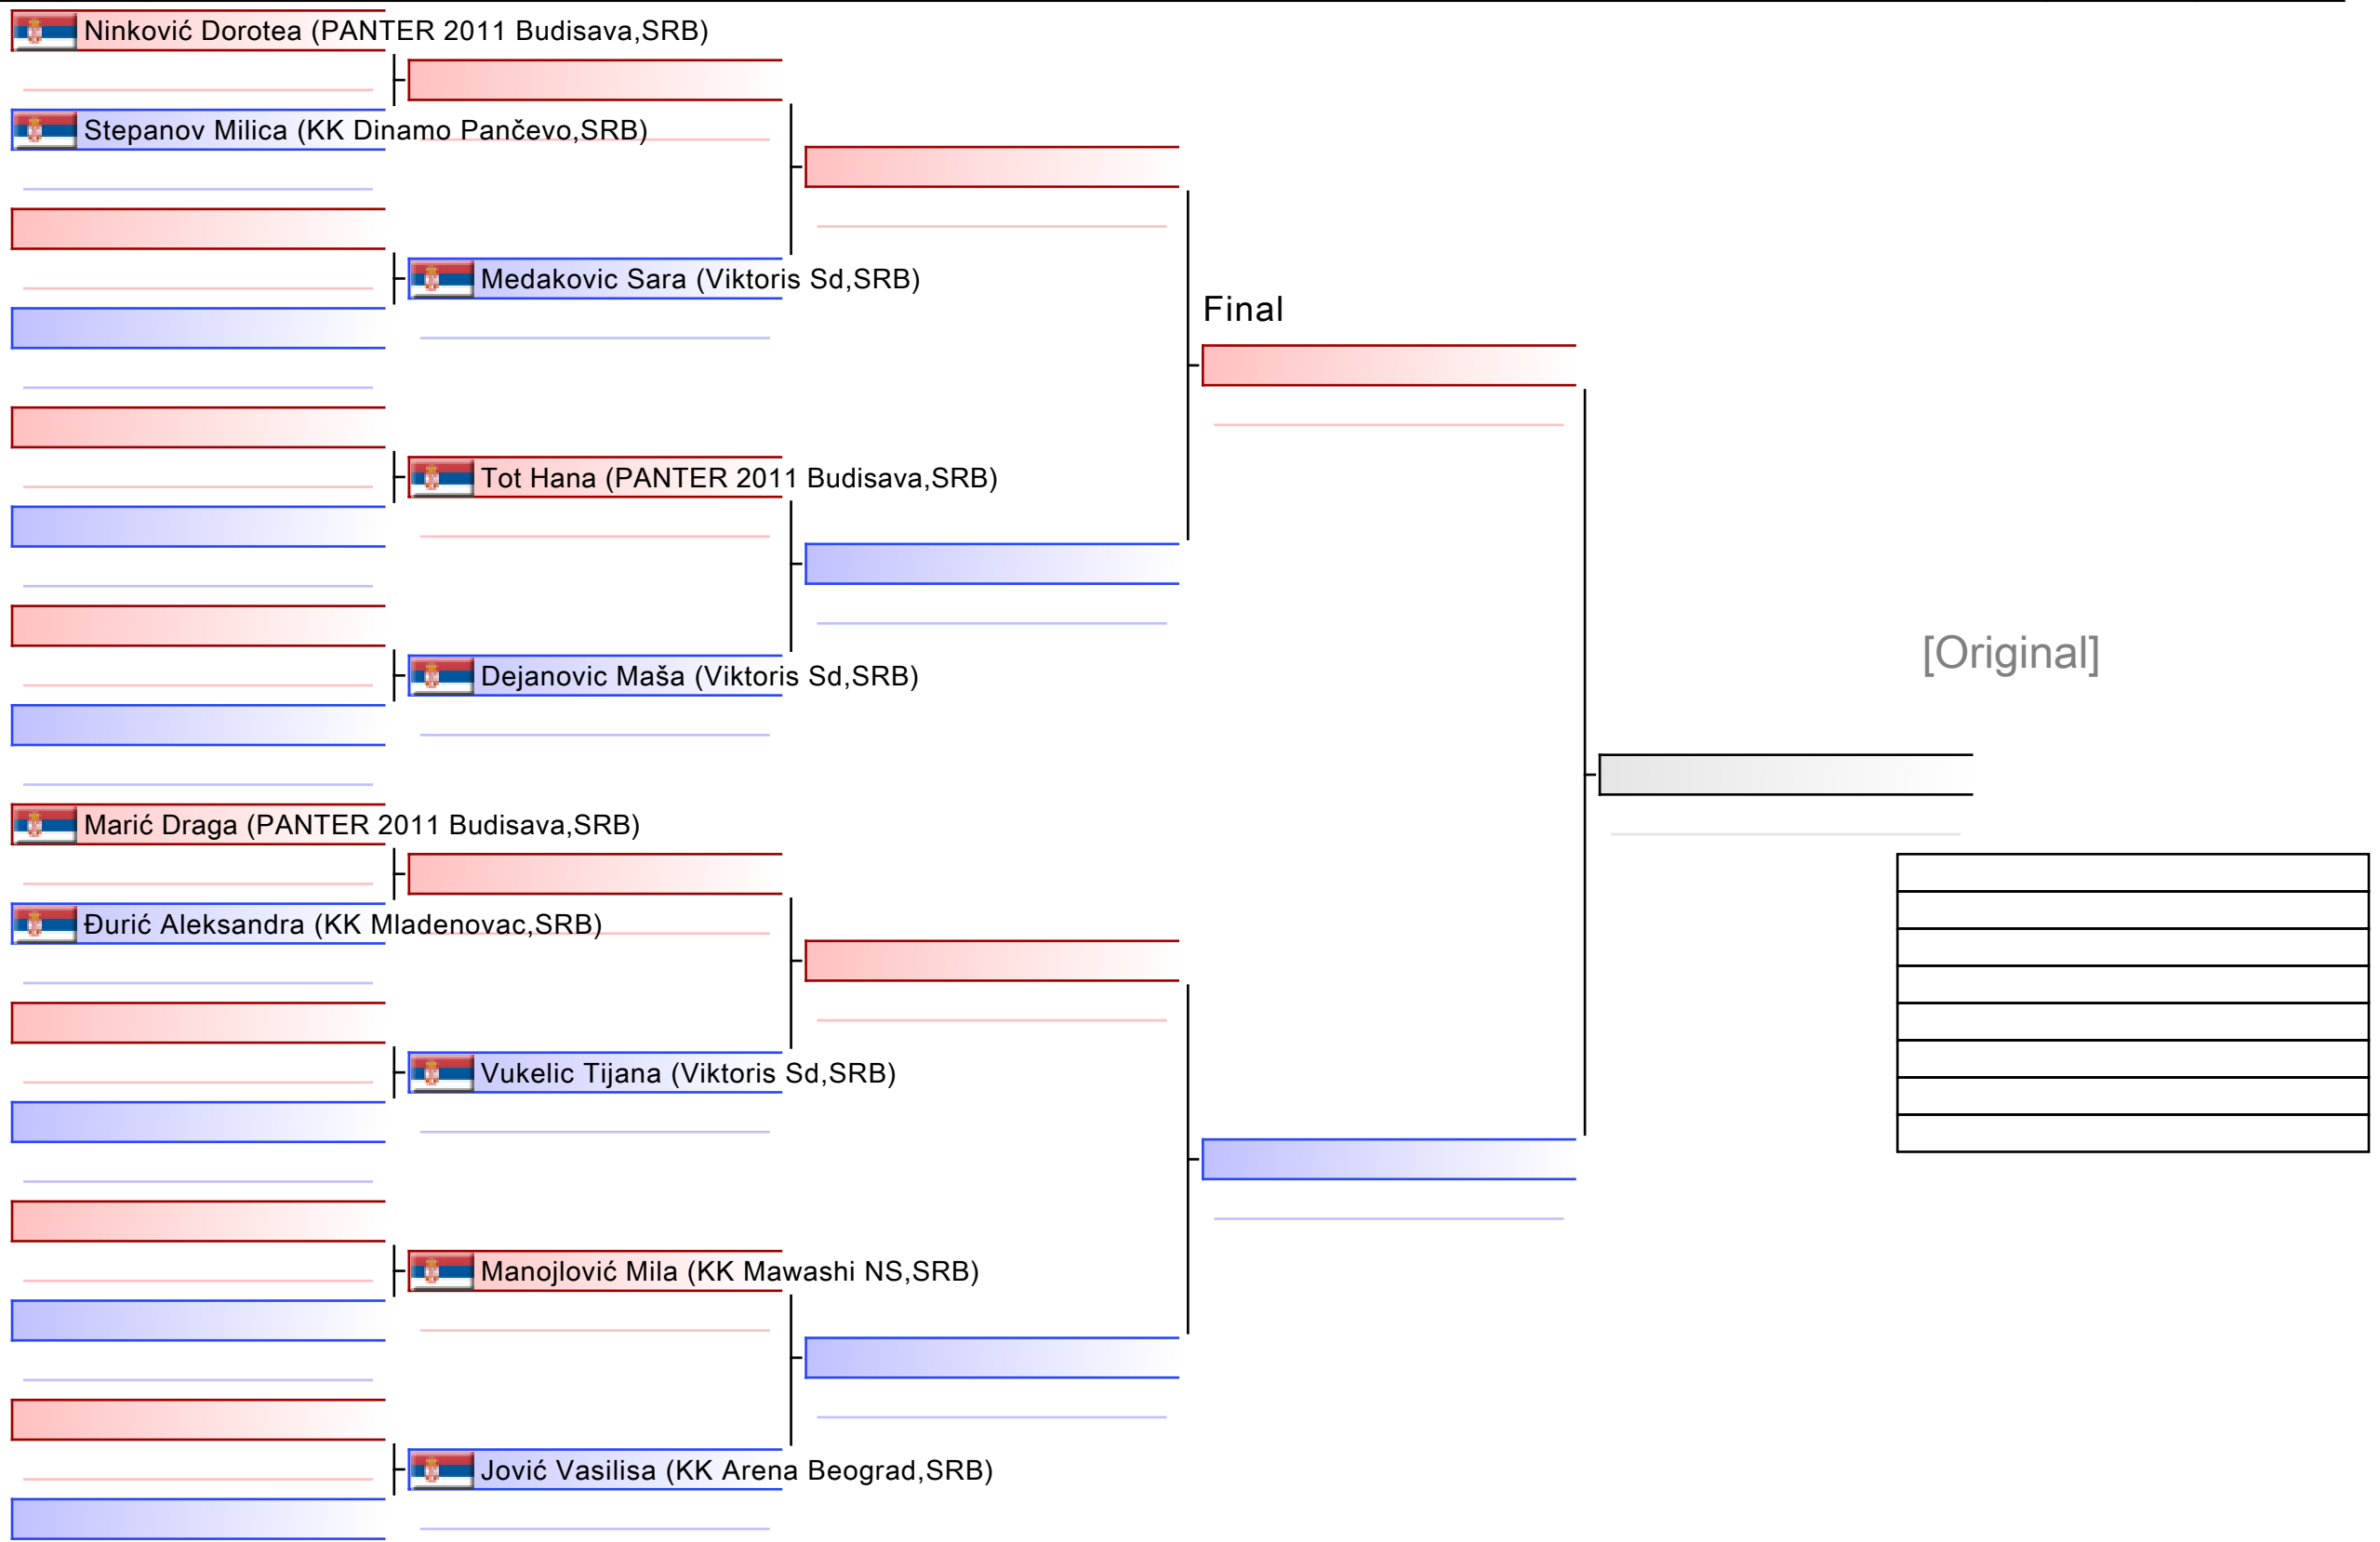 Ninković Dorotea (PANTER 2011 Budisava,SRB)
Stepanov Milica (KK Dinamo Pančevo,SRB)
Medakovic Sara (Viktoris Sd,SRB)
Final
Tot Hana (PANTER 2011 Budisava,SRB)
[Original]
Dejanovic Maša (Viktoris Sd,SRB)
Marić Draga (PANTER 2011 Budisava,SRB)
Đurić Aleksandra (KK Mladenovac,SRB)
Vukelic Tijana (Viktoris Sd,SRB)
Manojlović Mila (KK Mawashi NS,SRB)
Jović Vasilisa (KK Arena Beograd,SRB)